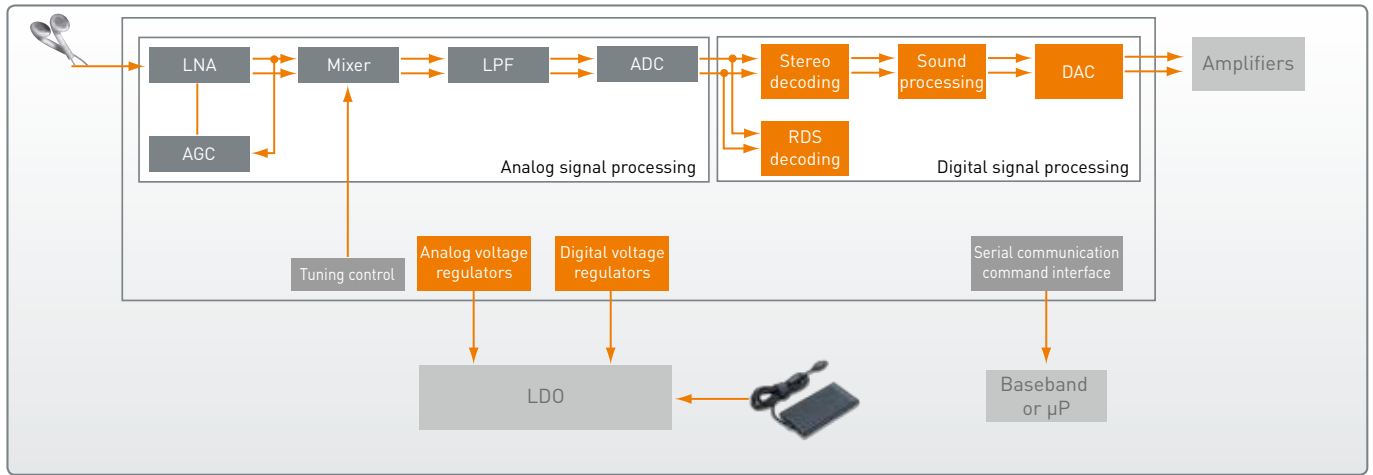 LNA
Mixer
LPF
ADC
Stereo
decoding
Sound
processing
DAC
Amplifiers
AGC
RDS
decoding
Analog signal processing
Digital signal processing
Tuning control
Analog voltage
regulators
Digital voltage
regulators
Serial communication
command interface
LDO
Baseband
or µP